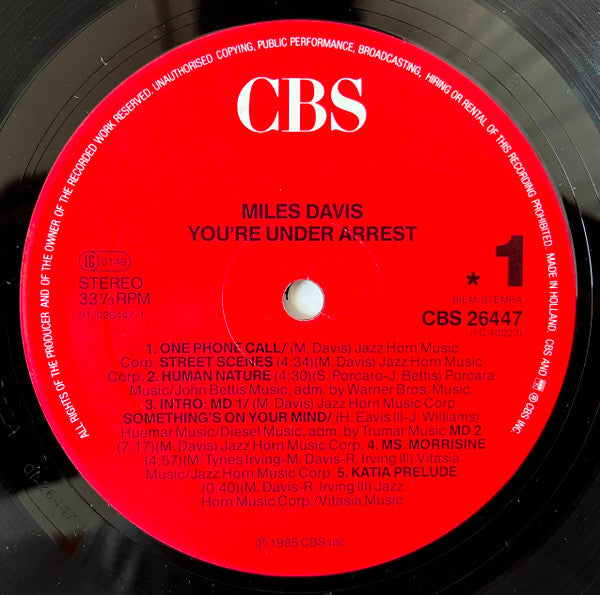 ALL RIGHTS OF THE PRODUCER AND OF THE OWNER OF THE RECORDED WORK RESERVED. UNAUTHORISED COPYING, PUBLIC PERFORMANCE, BROADCASTING, HIRING OR RENTAL OF THIS RECORDING PROHIBITED. MADE IN HOLLAND CBS AND ® CBS INC.
CBS
MILES DAVIS
YOU'RE UNDER ARREST
LC 0149
STEREO
33⅓ RPM
01-026447-1
* 1
BIEM/STEMRA
CBS 26447
(FC 40023)
1. ONE PHONE CALL/ (M. Davis) Jazz Horn Music
Corp. STREET SCENES (4:34)(M. Davis) Jazz Horn Music
Corp. 2. HUMAN NATURE (4:30)(S. Porcaro-J. Bettis) Porcara
Music/John Bettis Music, adm by Warner Bros. Music.
3. INTRO: MD 1/ (M. Davis) Jazz Horn Music Corp
SOMETHING'S ON YOUR MIND/ (H. Eavis III-J. Williams)
Huemar Music/Diesel Music, adm. by Trumar Music MD 2
(7:17)(M. Davis) Jazz Horn Music Corp. 4. MS. MORRISINE
(4:57)(M. Tynes Irving-M. Davis-R. Irving III) Vitasia
Music/Jazz Horn Music Corp. 5. KATIA PRELUDE
(0:40)(M. Davis-R. Irving III) Jazz
Horn Music Corp./Vitasia Music
℗ 1985 CBS Inc